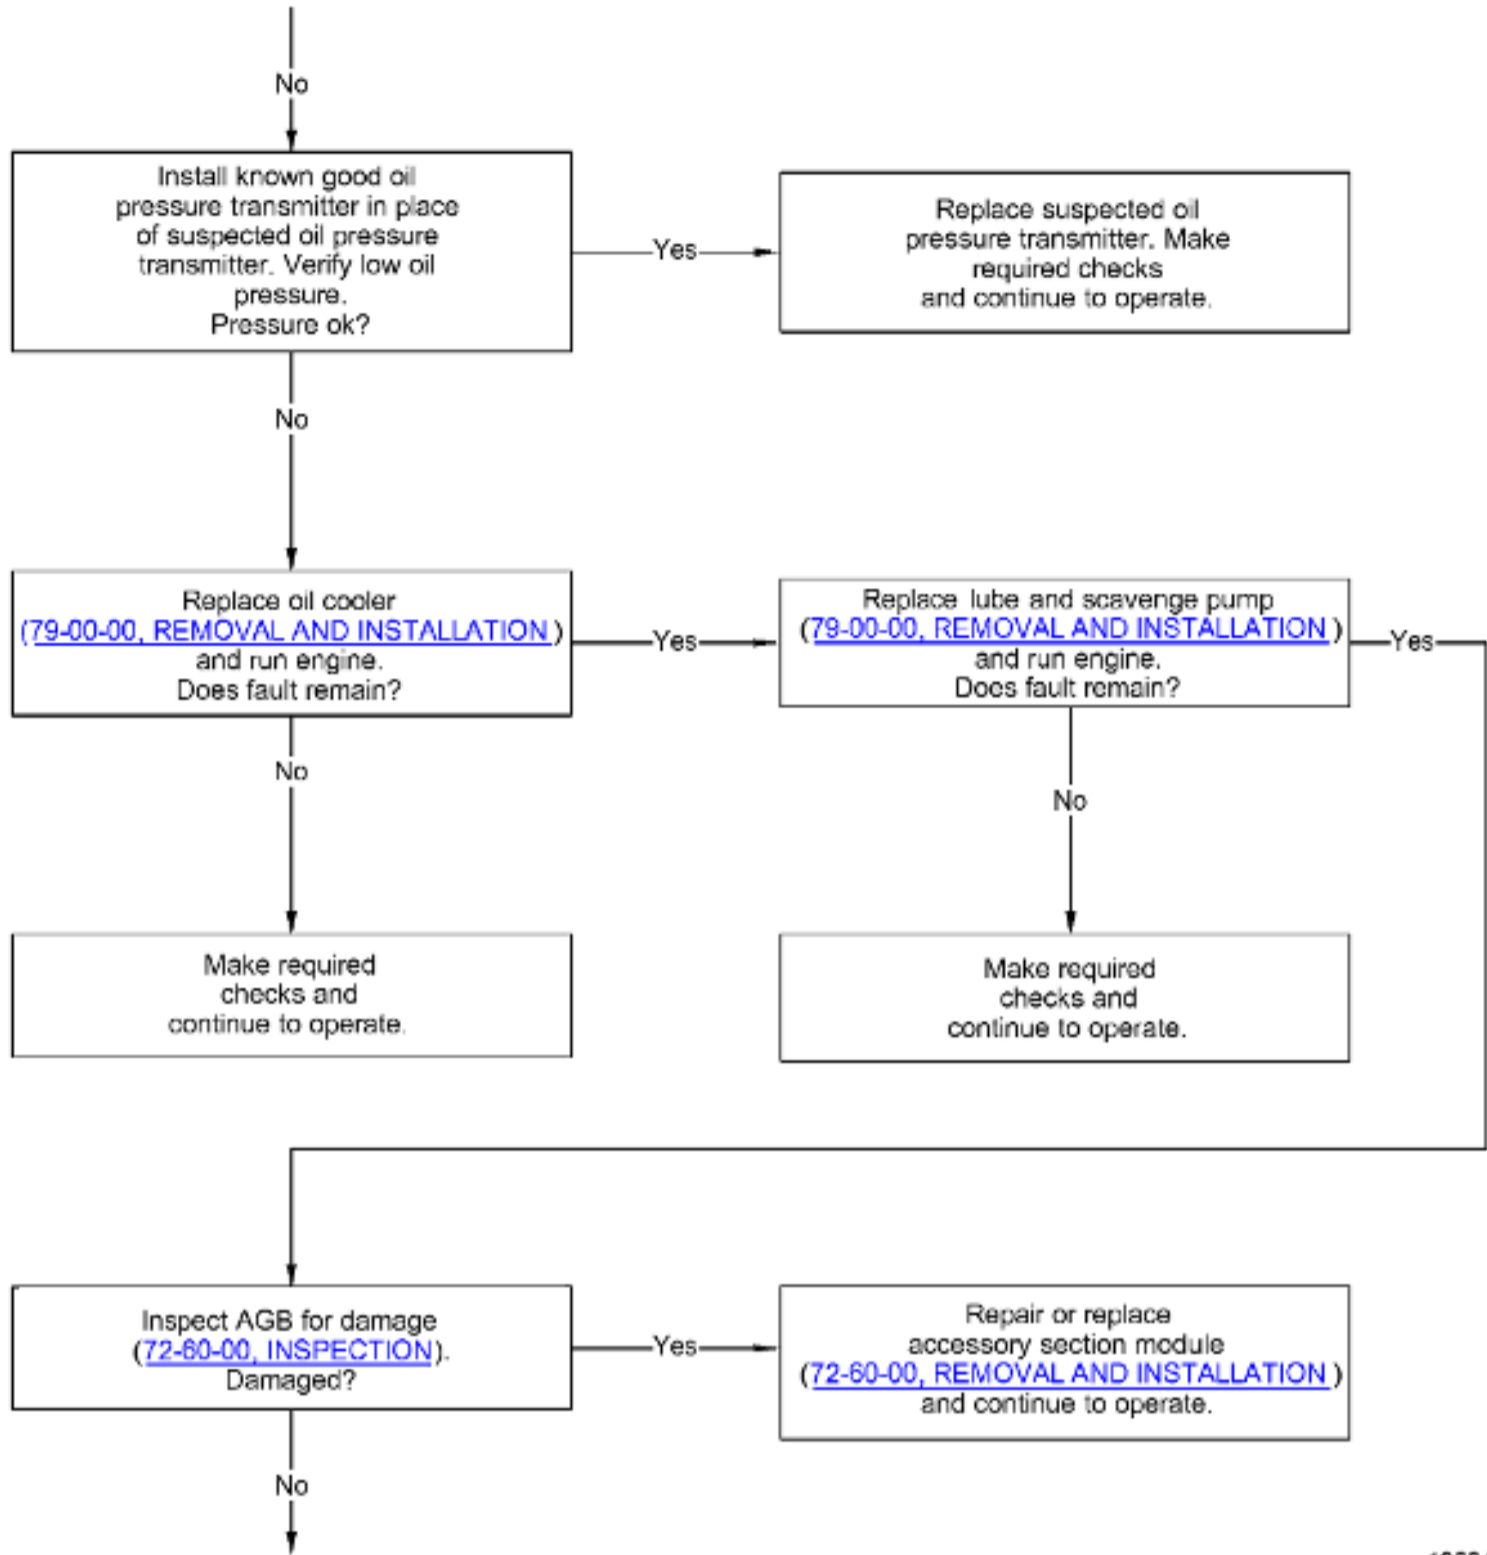 No
Install known good oil
pressure transmitter in place
of suspected oil pressure
transmitter. Verify low oil
pressure.
Pressure ok?
Yes
Replace suspected oil
pressure transmitter. Make
required checks
and continue to operate.
No
Replace oil cooler
(79-00-00, REMOVAL AND INSTALLATION )
and run engine.
Does fault remain?
Yes
Replace lube and scavenge pump
(79-00-00, REMOVAL AND INSTALLATION )
and run engine.
Does fault remain?
Yes
No
No
Make required
checks and
continue to operate.
Make required
checks and
continue to operate.
Inspect AGB for damage
(72-60-00, INSPECTION).
Damaged?
Yes
Repair or replace
accessory section module
(72-60-00, REMOVAL AND INSTALLATION )
and continue to operate.
No